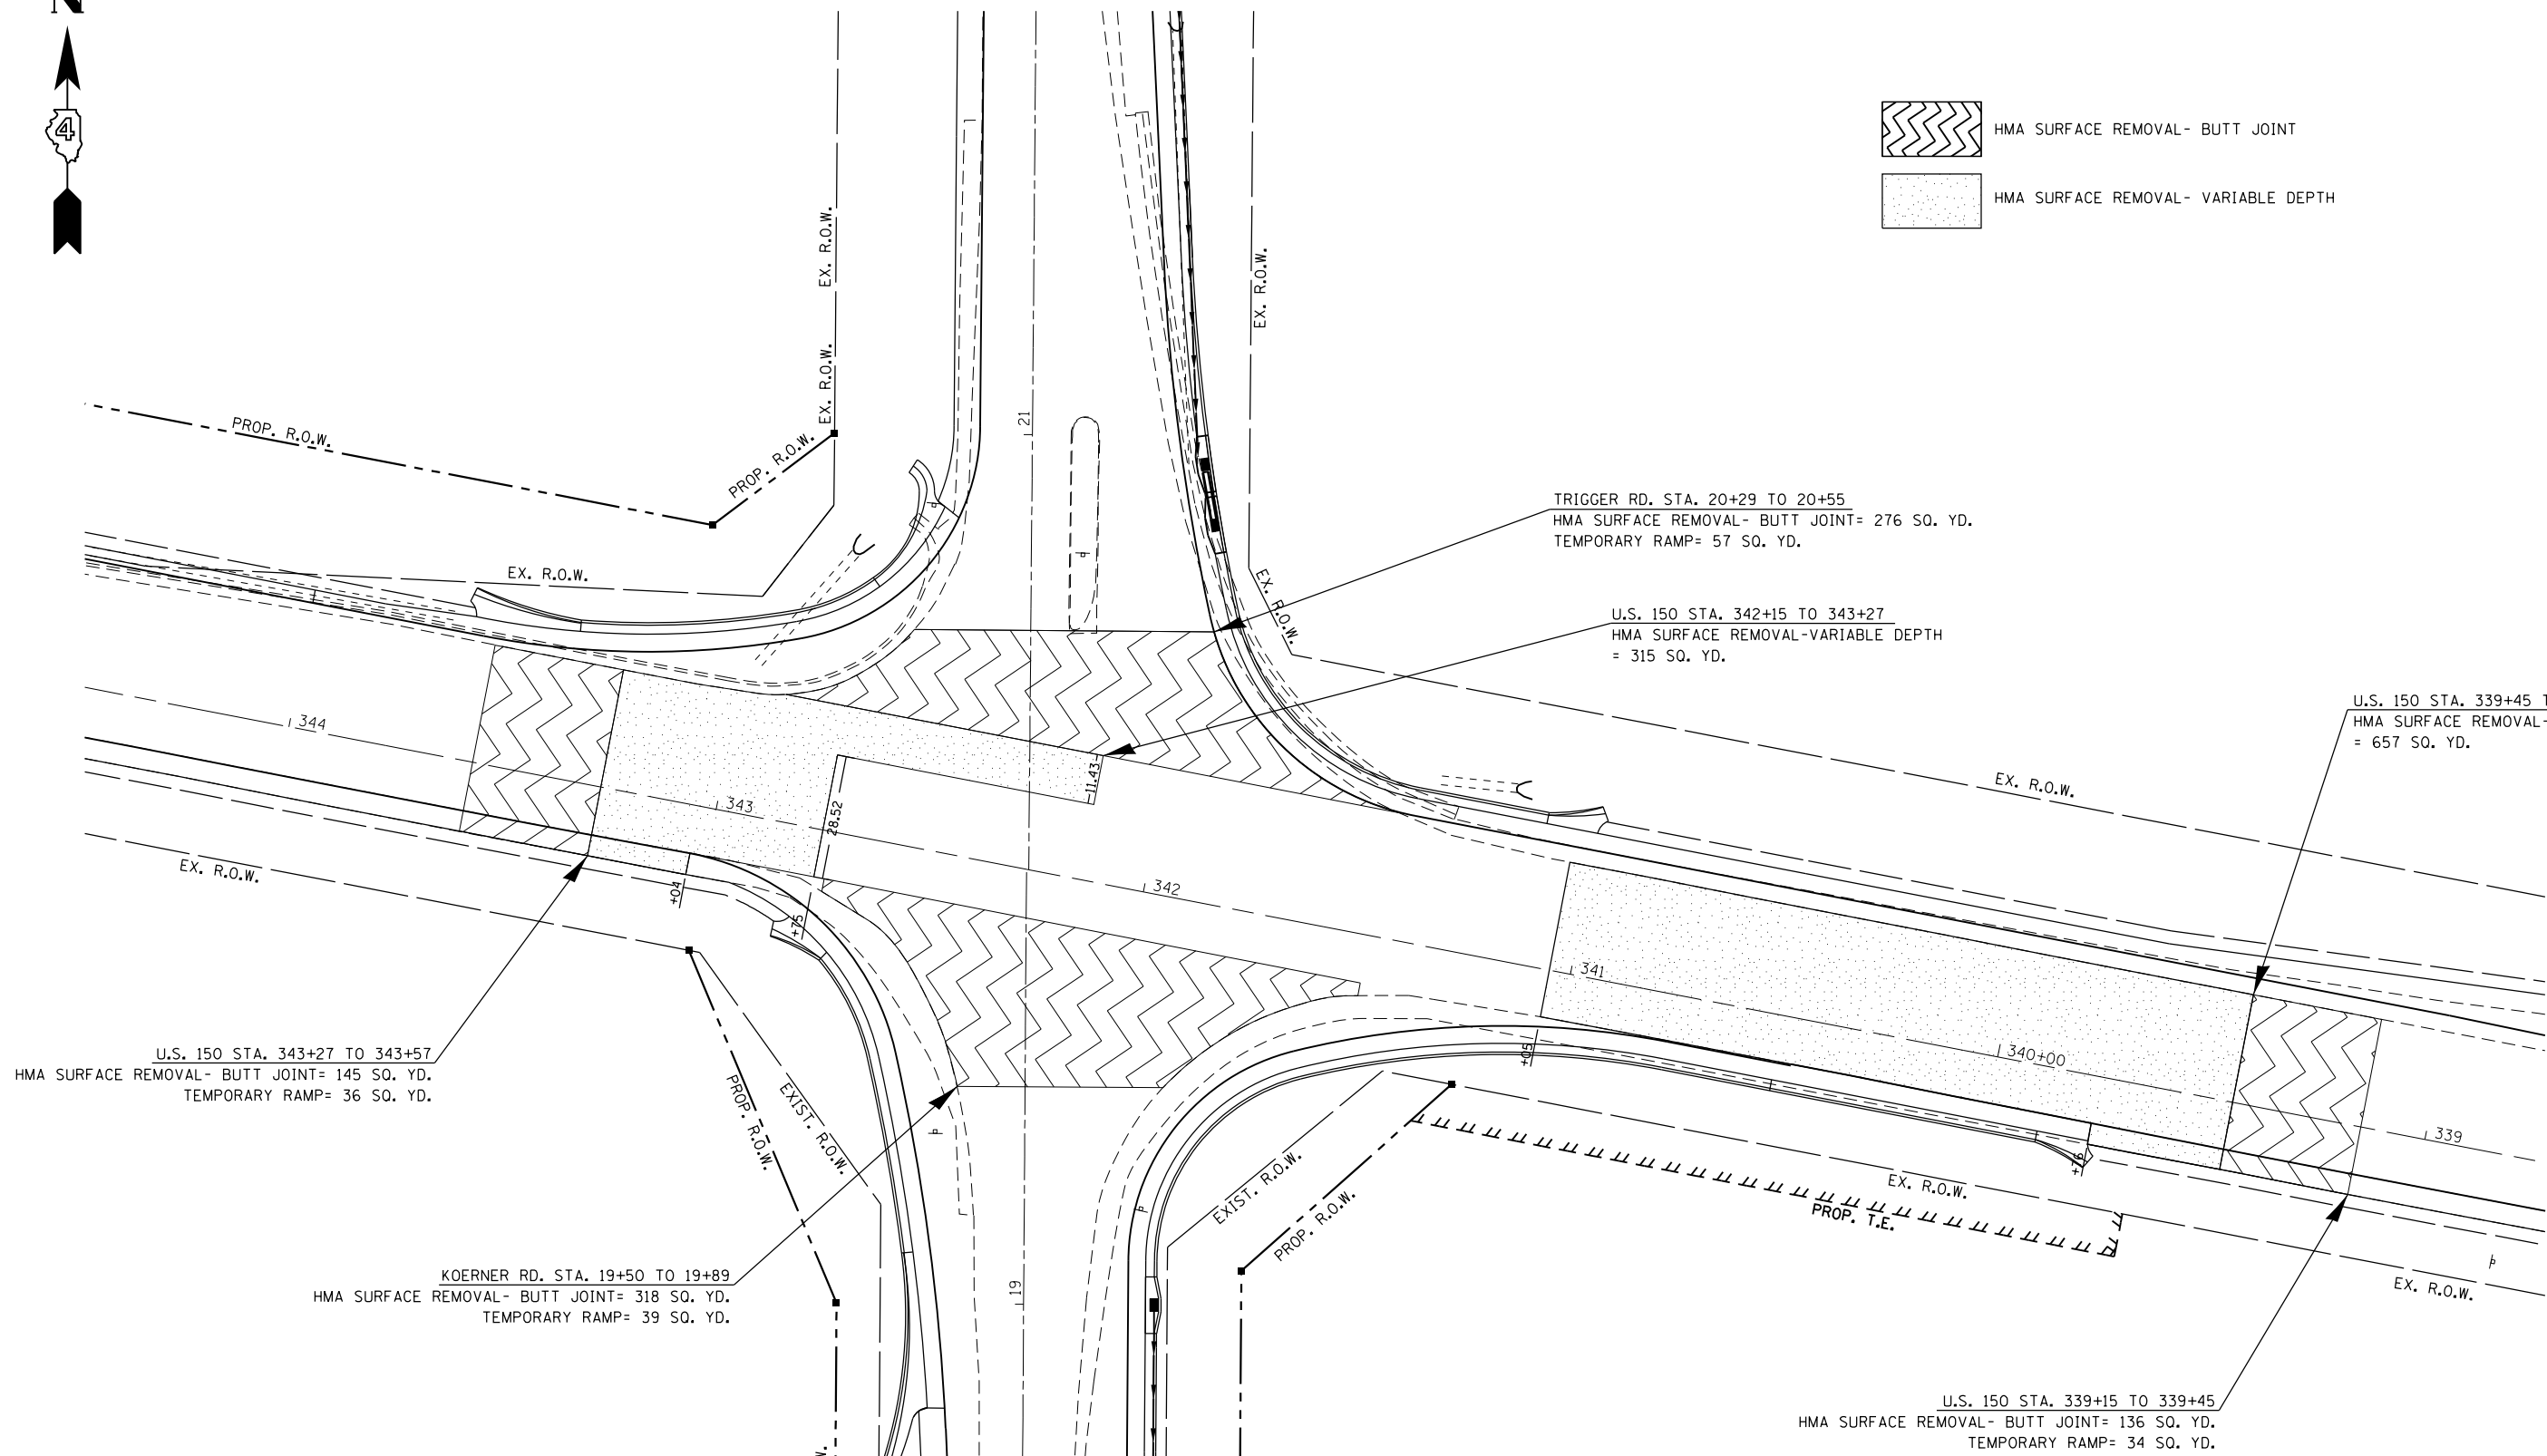 N
4
HMA SURFACE REMOVAL- BUTT JOINT
HMA SURFACE REMOVAL- VARIABLE DEPTH
EX. R.O.W.
EX. R.O.W.
EX. R.O.W.
PROP. R.O.W.
PROP. R.O.W.
21
EX. R.O.W.
EX. R.O.W.
TRIGGER RD. STA. 20+29 TO 20+55
HMA SURFACE REMOVAL- BUTT JOINT= 276 SQ. YD.
TEMPORARY RAMP= 57 SQ. YD.
U.S. 150 STA. 342+15 TO 343+27
HMA SURFACE REMOVAL-VARIABLE DEPTH
= 315 SQ. YD.
U.S. 150 STA. 339+45 T
HMA SURFACE REMOVAL-
= 657 SQ. YD.
344
343
342
341
340+00
339
28.52
11.43
EX. R.O.W.
EX. R.O.W.
+04
+75
+05
+76
U.S. 150 STA. 343+27 TO 343+57
HMA SURFACE REMOVAL- BUTT JOINT= 145 SQ. YD.
TEMPORARY RAMP= 36 SQ. YD.
PROP. R.O.W.
EXIST. R.O.W.
EXIST. R.O.W.
PROP. R.O.W.
EX. R.O.W.
PROP. T.E.
EX. R.O.W.
KOERNER RD. STA. 19+50 TO 19+89
HMA SURFACE REMOVAL- BUTT JOINT= 318 SQ. YD.
TEMPORARY RAMP= 39 SQ. YD.
19
U.S. 150 STA. 339+15 TO 339+45
HMA SURFACE REMOVAL- BUTT JOINT= 136 SQ. YD.
TEMPORARY RAMP= 34 SQ. YD.
W.